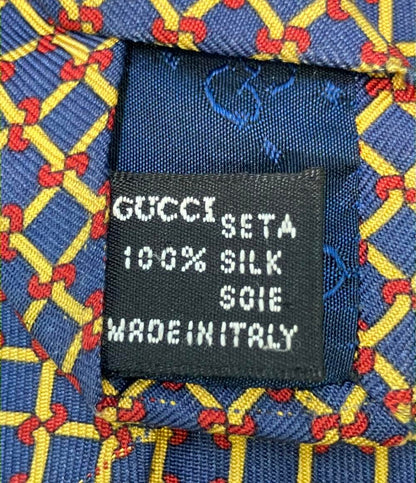 GUCCI SETA
100% SILK
SOIE
MADE IN ITALY